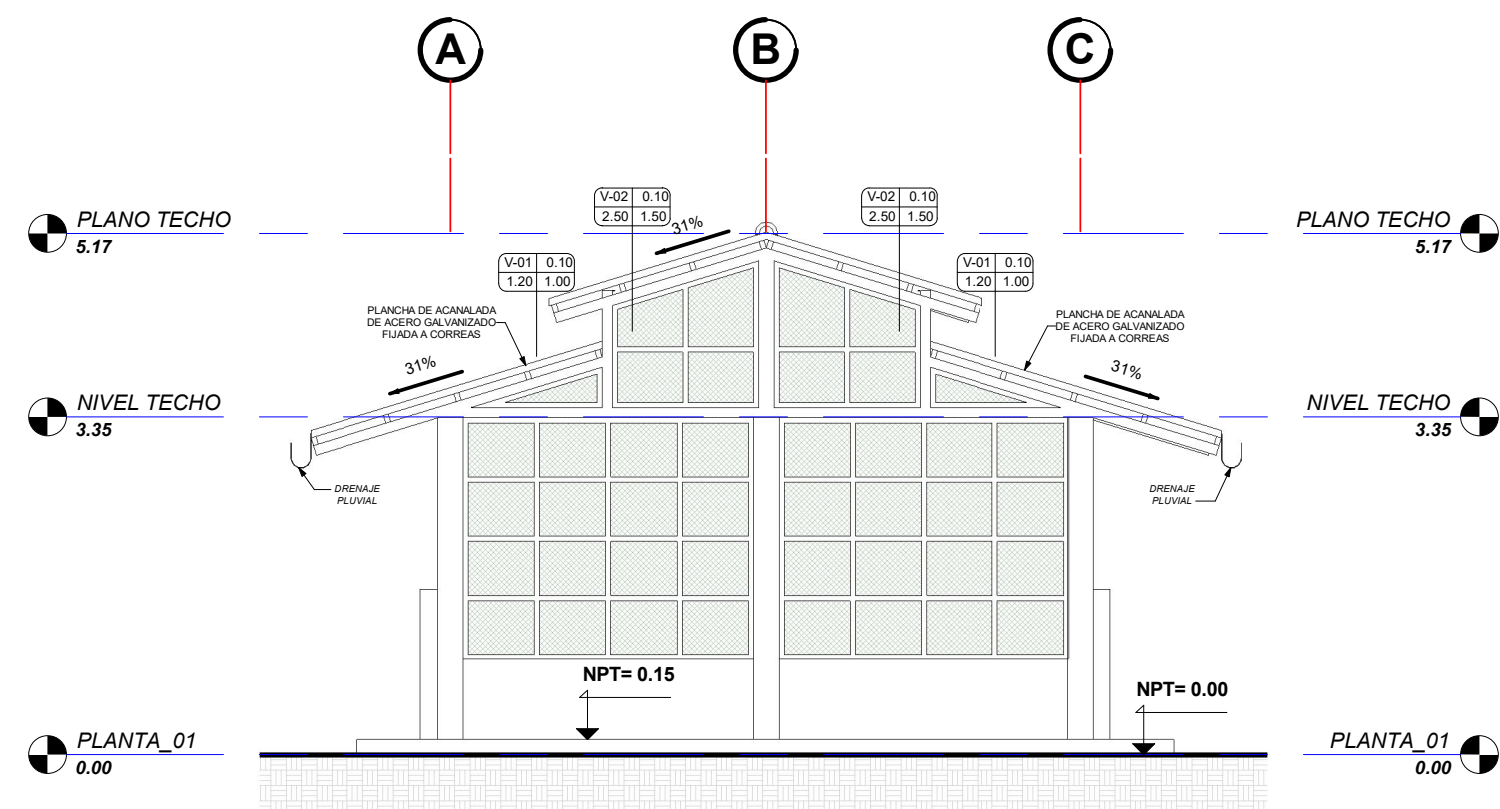 A
B
C
V-02 0.10
2.50 1.50
V-02 0.10
2.50 1.50
PLANO TECHO
5.17
31%
PLANO TECHO
5.17
V-01 0.10
1.20 1.00
V-01 0.10
1.20 1.00
PLANCHA DE ACANALADA
DE ACERO GALVANIZADO
FIJADA A CORREAS
PLANCHA DE ACANALADA
DE ACERO GALVANIZADO
FIJADA A CORREAS
31%
31%
NIVEL TECHO
3.35
NIVEL TECHO
3.35
DRENAJE
PLUVIAL
DRENAJE
PLUVIAL
NPT= 0.15
NPT= 0.00
PLANTA_01
0.00
PLANTA_01
0.00